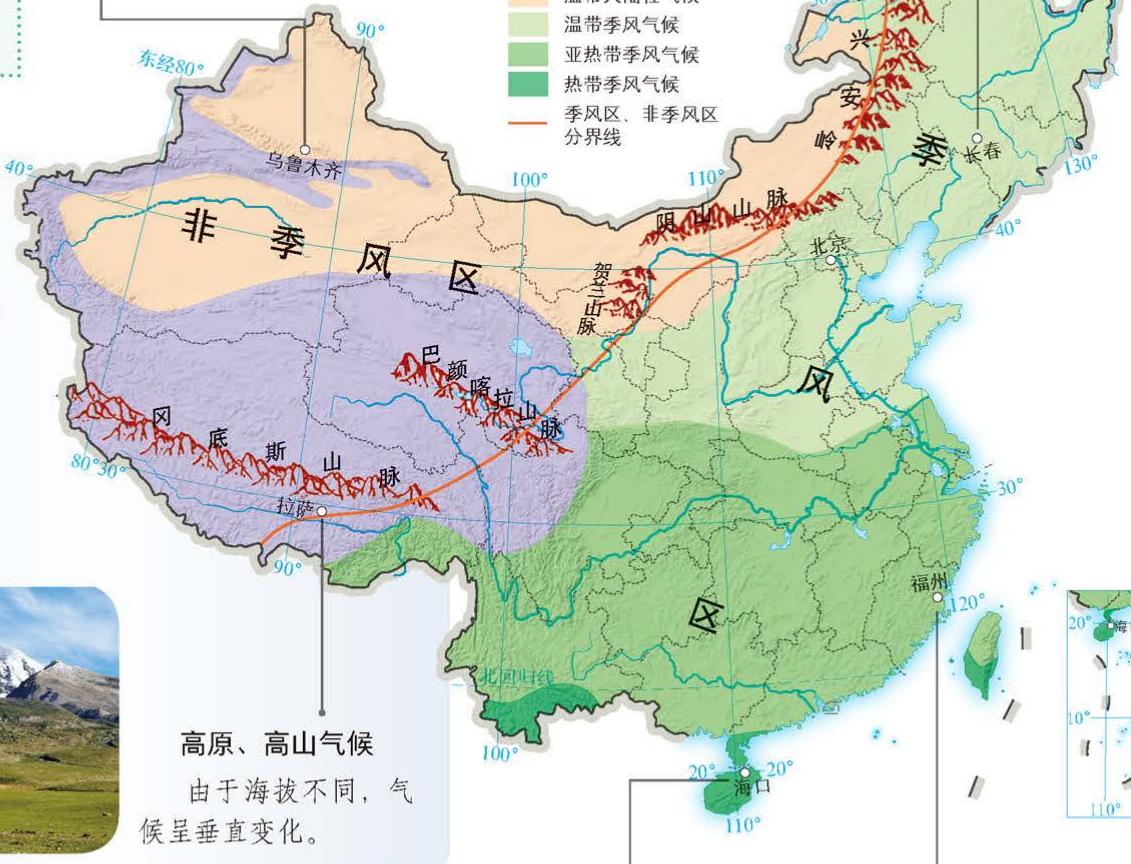 温带季风气候
亚热带季风气候
热带季风气候
季风区、非季风区
分界线
90°
东经80°
兴
安
岭
乌鲁木齐
季
长春
130°
40°
100°
110°
阴山山脉
非季风区
40°
北京
贺兰山脉
巴颜喀拉山脉
风
冈底斯山脉
80°30°
拉萨
30°
90°
福州
120°
区
20°
海
北回归线
10°
高原、高山气候
100°
由于海拔不同，气
候呈垂直变化。
20°
20°
海口
110°
110°